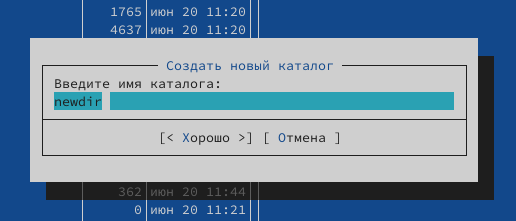 1765 июн 20 11:20
4637 июн 20 11:20
Создать новый каталог
Введите имя каталога:
newdir
[< Хорошо >] [ Отмена ]
362 июн 20 11:44
0 июн 20 11:21